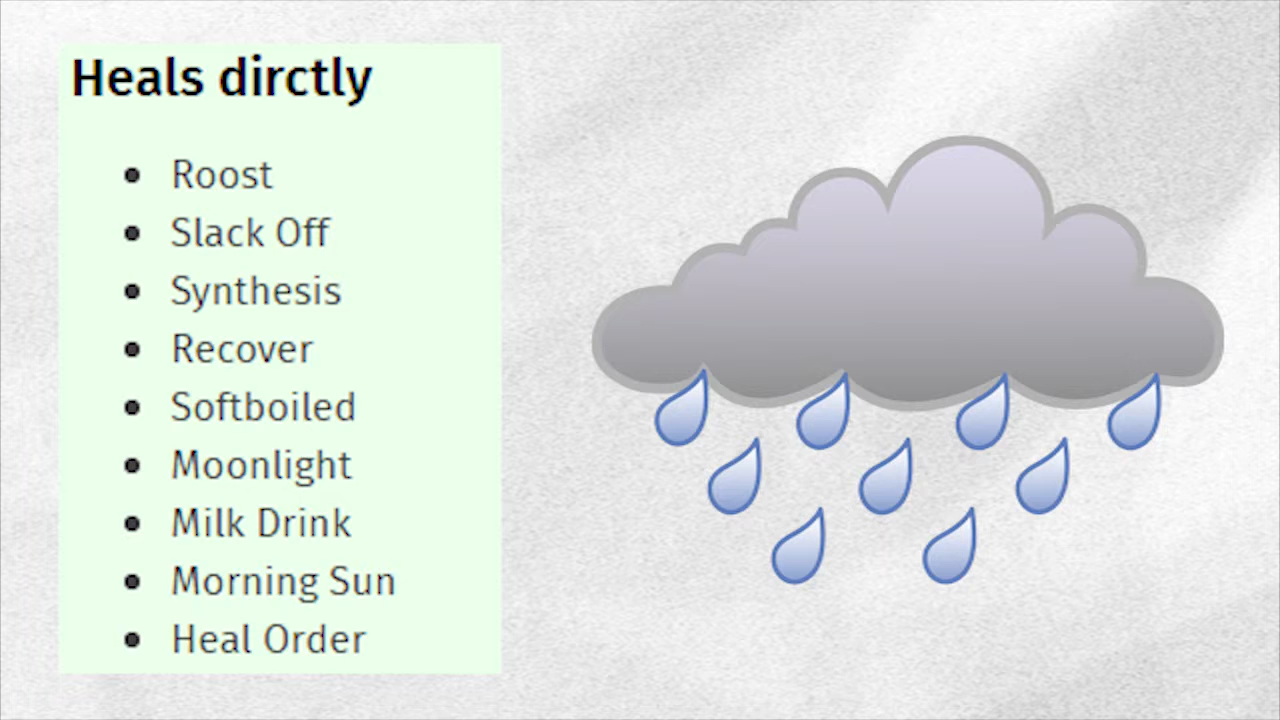 Heals dirctly
Roost
Slack Off
Synthesis
Recover
Softboiled
Moonlight
Milk Drink
Morning Sun
Heal Order